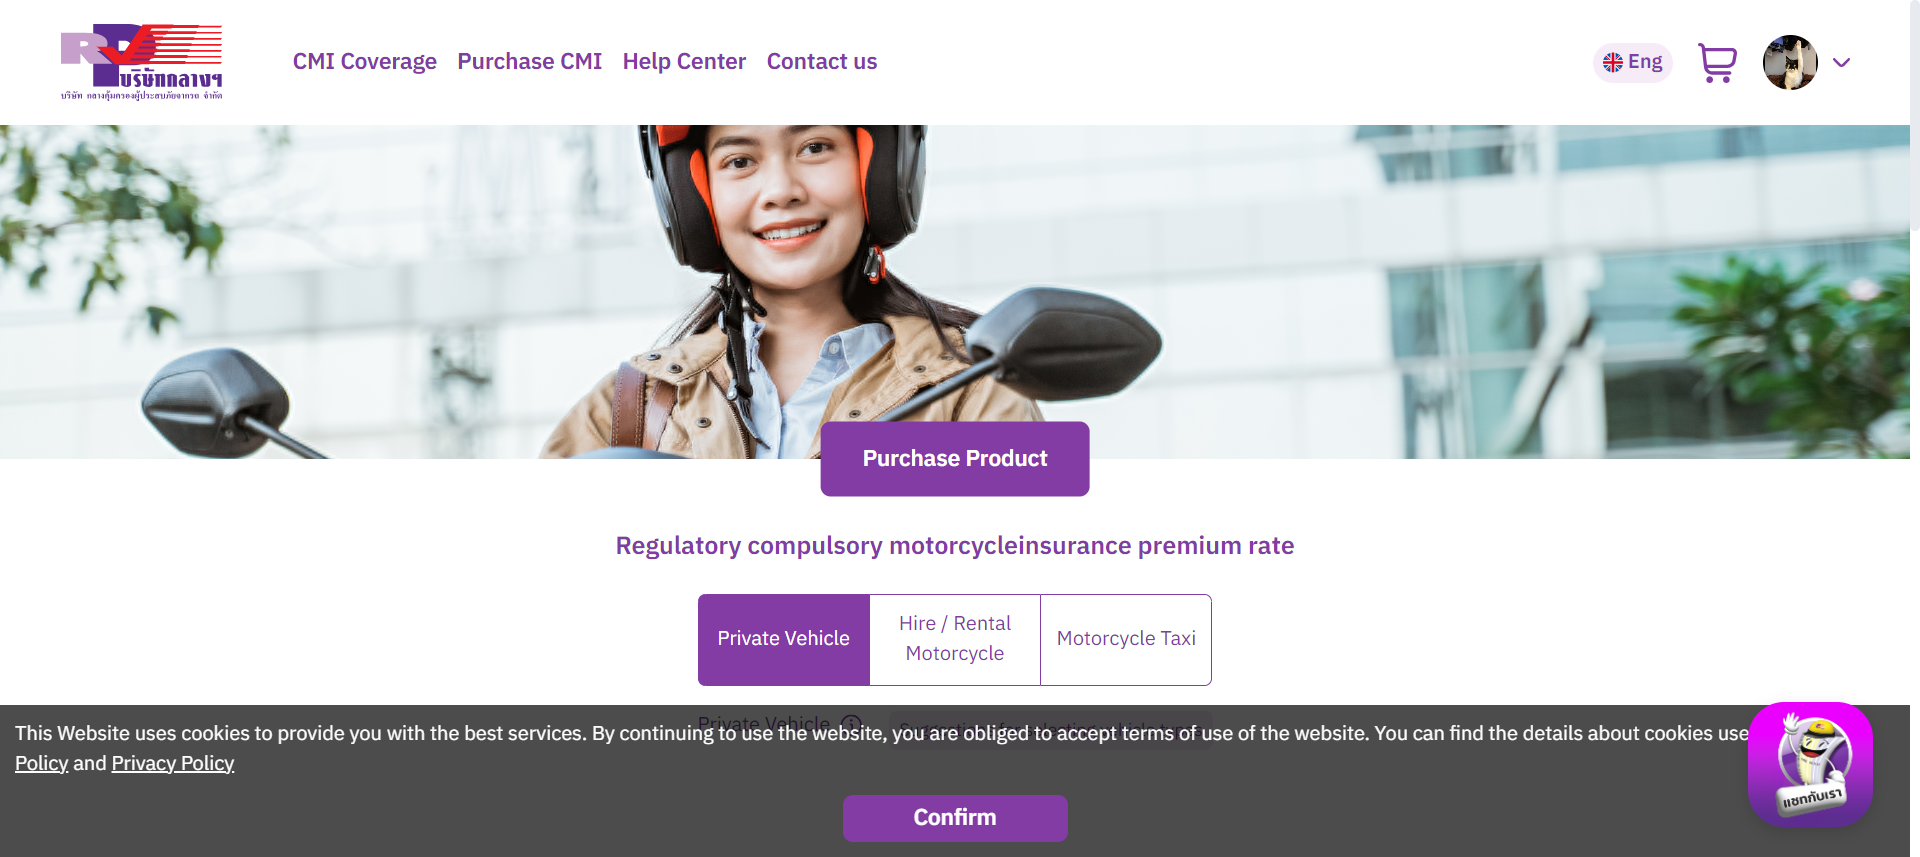 RP
บริษัทกลางฯ
บริษัท กลางคุ้มครองผู้ประสบภัยจากรถ จำกัด
CMI Coverage
Purchase CMI
Help Center
Contact us
Eng
Purchase Product
Regulatory compulsory motorcycleinsurance premium rate
Private Vehicle
Hire / Rental
Motorcycle
Motorcycle Taxi
Private Vehicle
Suggestions for selecting vehicle types
This Website uses cookies to provide you with the best services. By continuing to use the website, you are obliged to accept terms of use of the website. You can find the details about cookies use
Policy and Privacy Policy
Confirm
แชทกับเรา